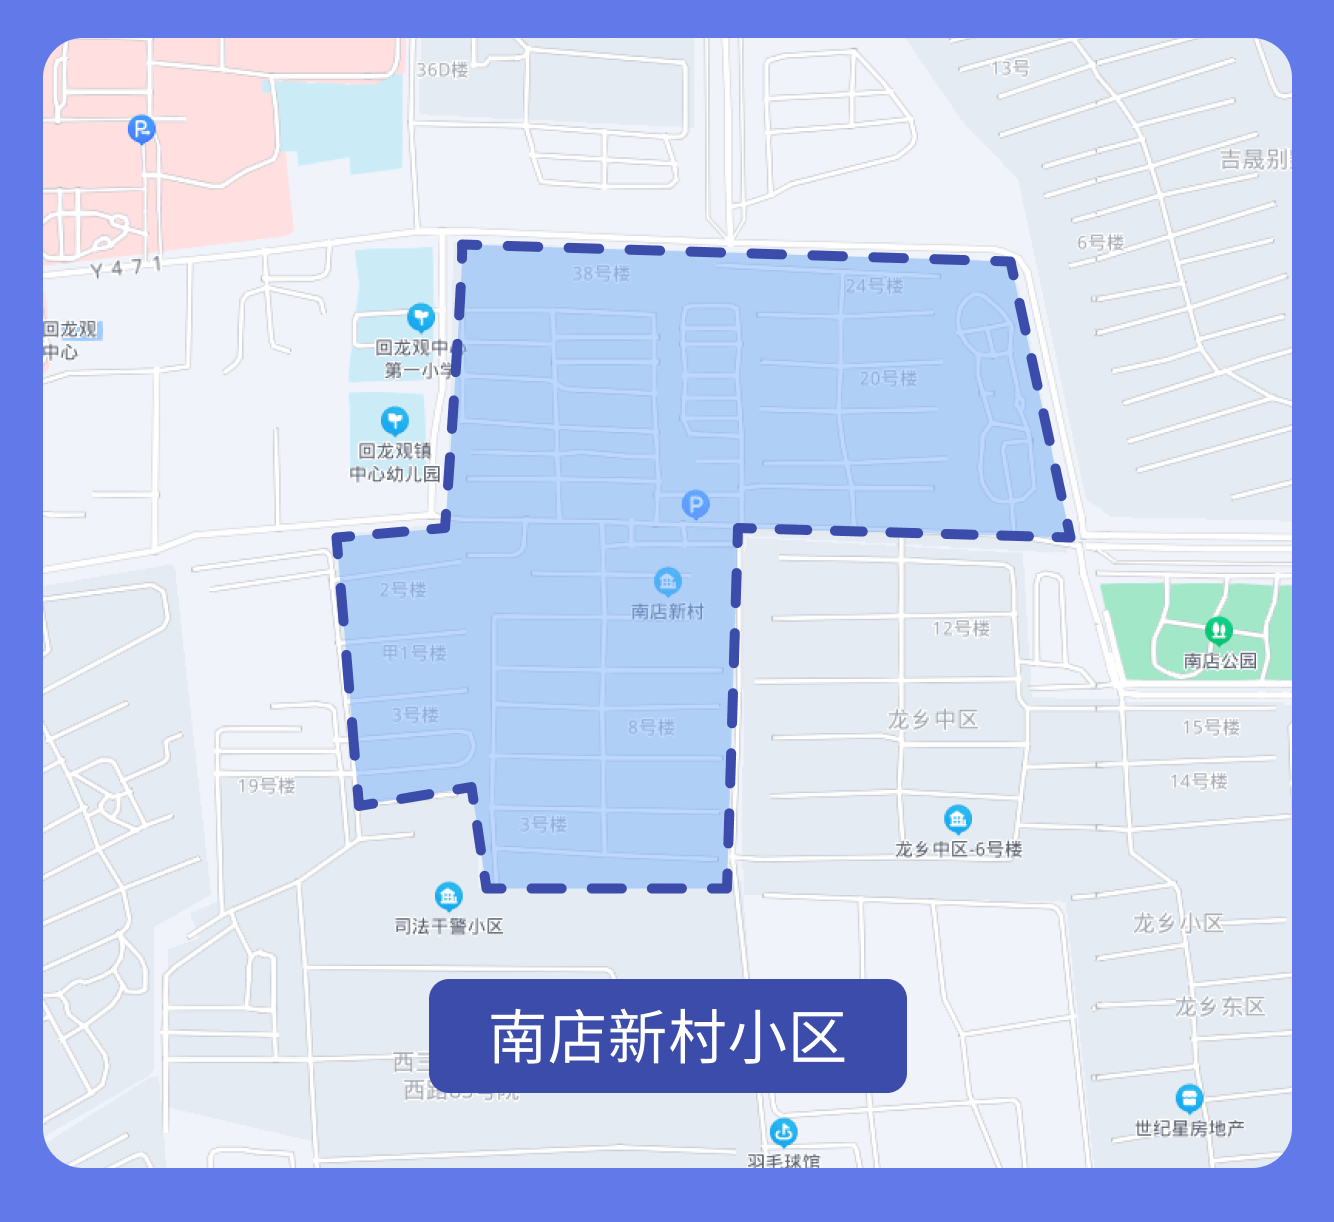 36D楼
13号
P
吉晟别
6号楼
Y471
38号楼
24号楼
回龙观
中心
回龙观中心
第一小学
20号楼
回龙观镇
中心幼儿园
P
2号楼
南店新村
12号楼
甲1号楼
南店公园
3号楼
8号楼
龙乡中区
15号楼
19号楼
14号楼
3号楼
龙乡中区-6号楼
司法干警小区
龙乡小区
南店新村小区
龙乡东区
西三
世纪星房地产
羽毛球馆